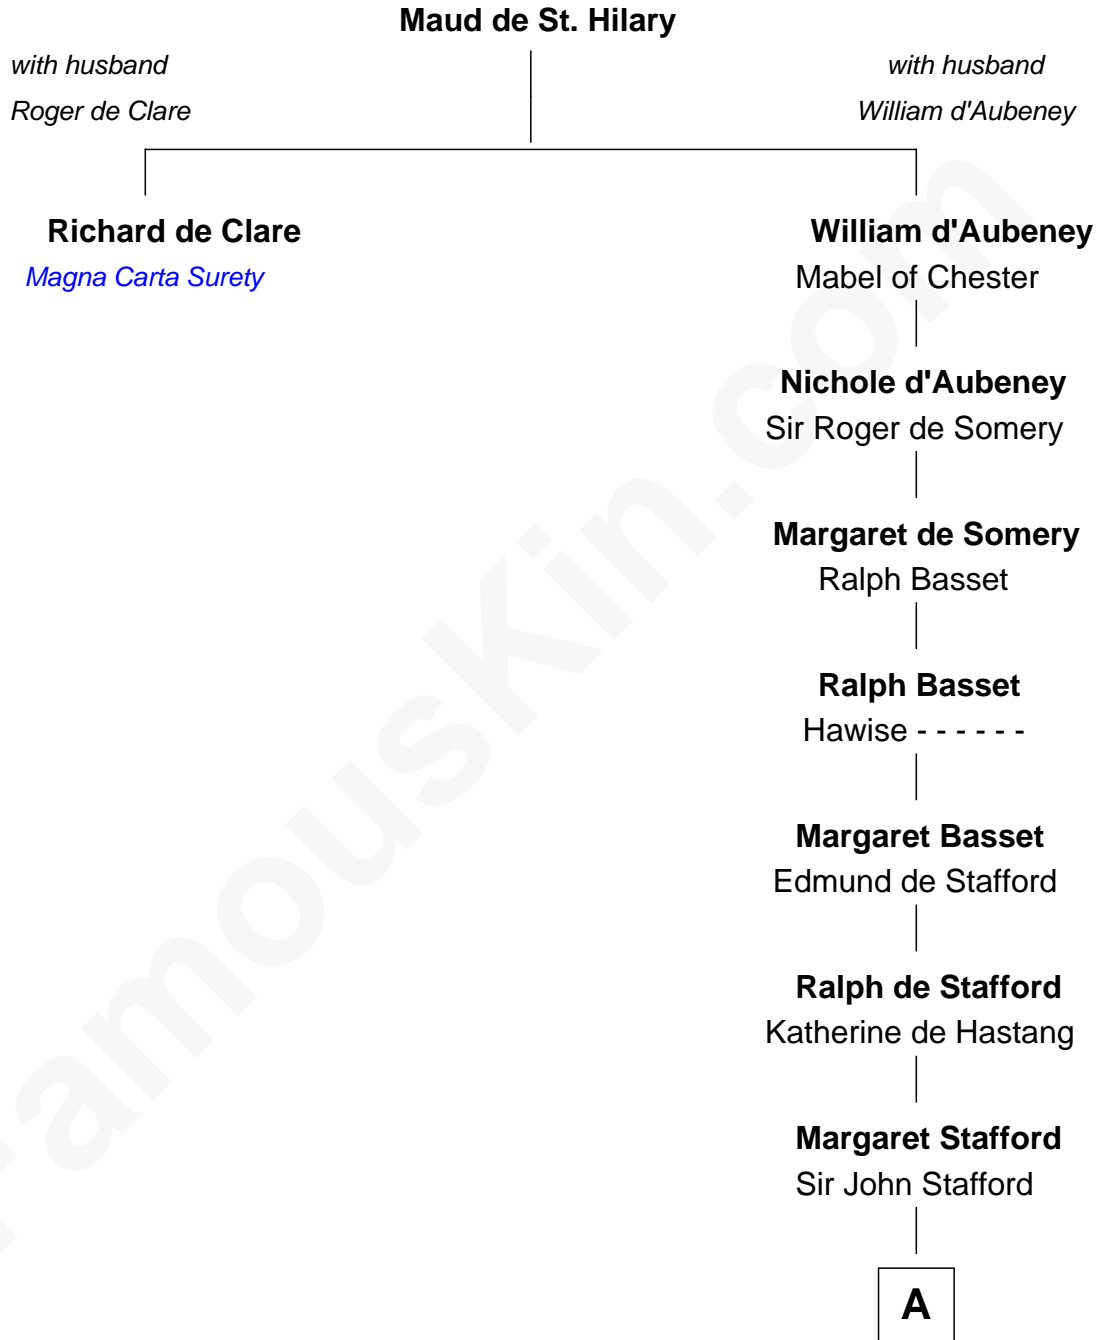 Maud de St. Hilary
with husband
Roger de Clare
with husband
William d'Aubeney
Richard de Clare
Magna Carta Surety
William d'Aubeney
Mabel of Chester
Nichole d'Aubeney
Sir Roger de Somery
Margaret de Somery
Ralph Basset
Ralph Basset
Hawise - - - - - -
Margaret Basset
Edmund de Stafford
Ralph de Stafford
Katherine de Hastang
Margaret Stafford
Sir John Stafford
A
FamousKin.com